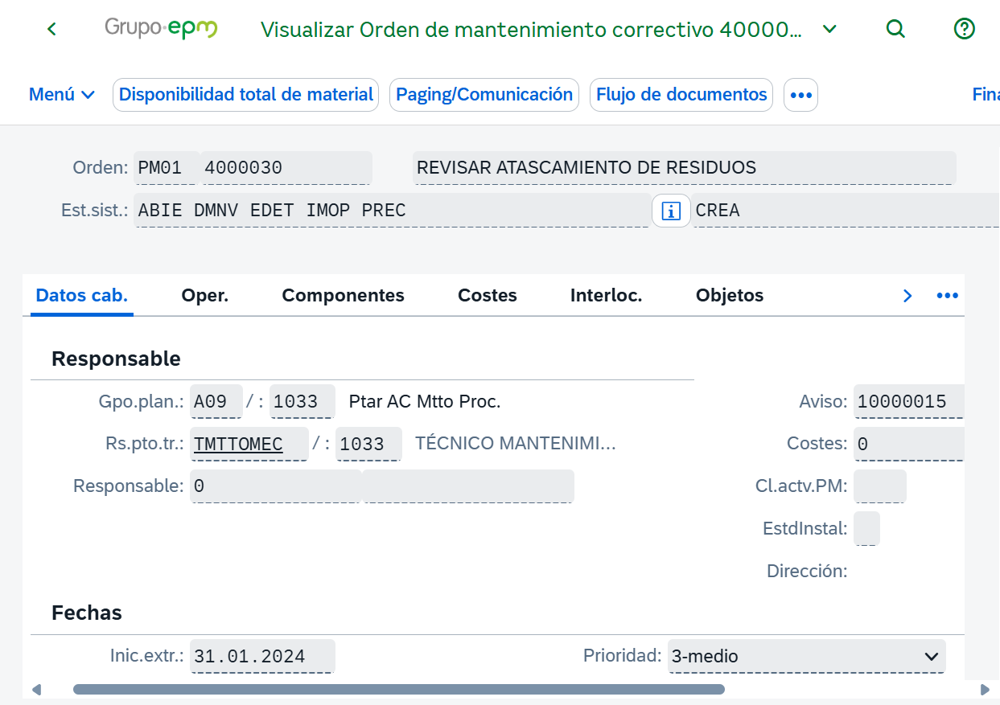 Grupo·epm Visualizar Orden de mantenimiento correctivo 40000...
Menú Disponibilidad total de material Paging/Comunicación Flujo de documentos ••• Fina
Orden: PM01 4000030 REVISAR ATASCAMIENTO DE RESIDUOS
Est.sist.: ABIE DMNV EDET IMOP PREC CREA
Datos cab. Oper. Componentes Costes Interloc. Objetos •••
Responsable
Gpo.plan.: A09 / : 1033 Ptar AC Mtto Proc. Aviso: 10000015
Rs.pto.tr.: TMTTOMEC / : 1033 TÉCNICO MANTENIMI... Costes: 0
Responsable: 0 Cl.actv.PM:
EstdInstal:
Dirección:
Fechas
Inic.extr.: 31.01.2024 Prioridad: 3-medio